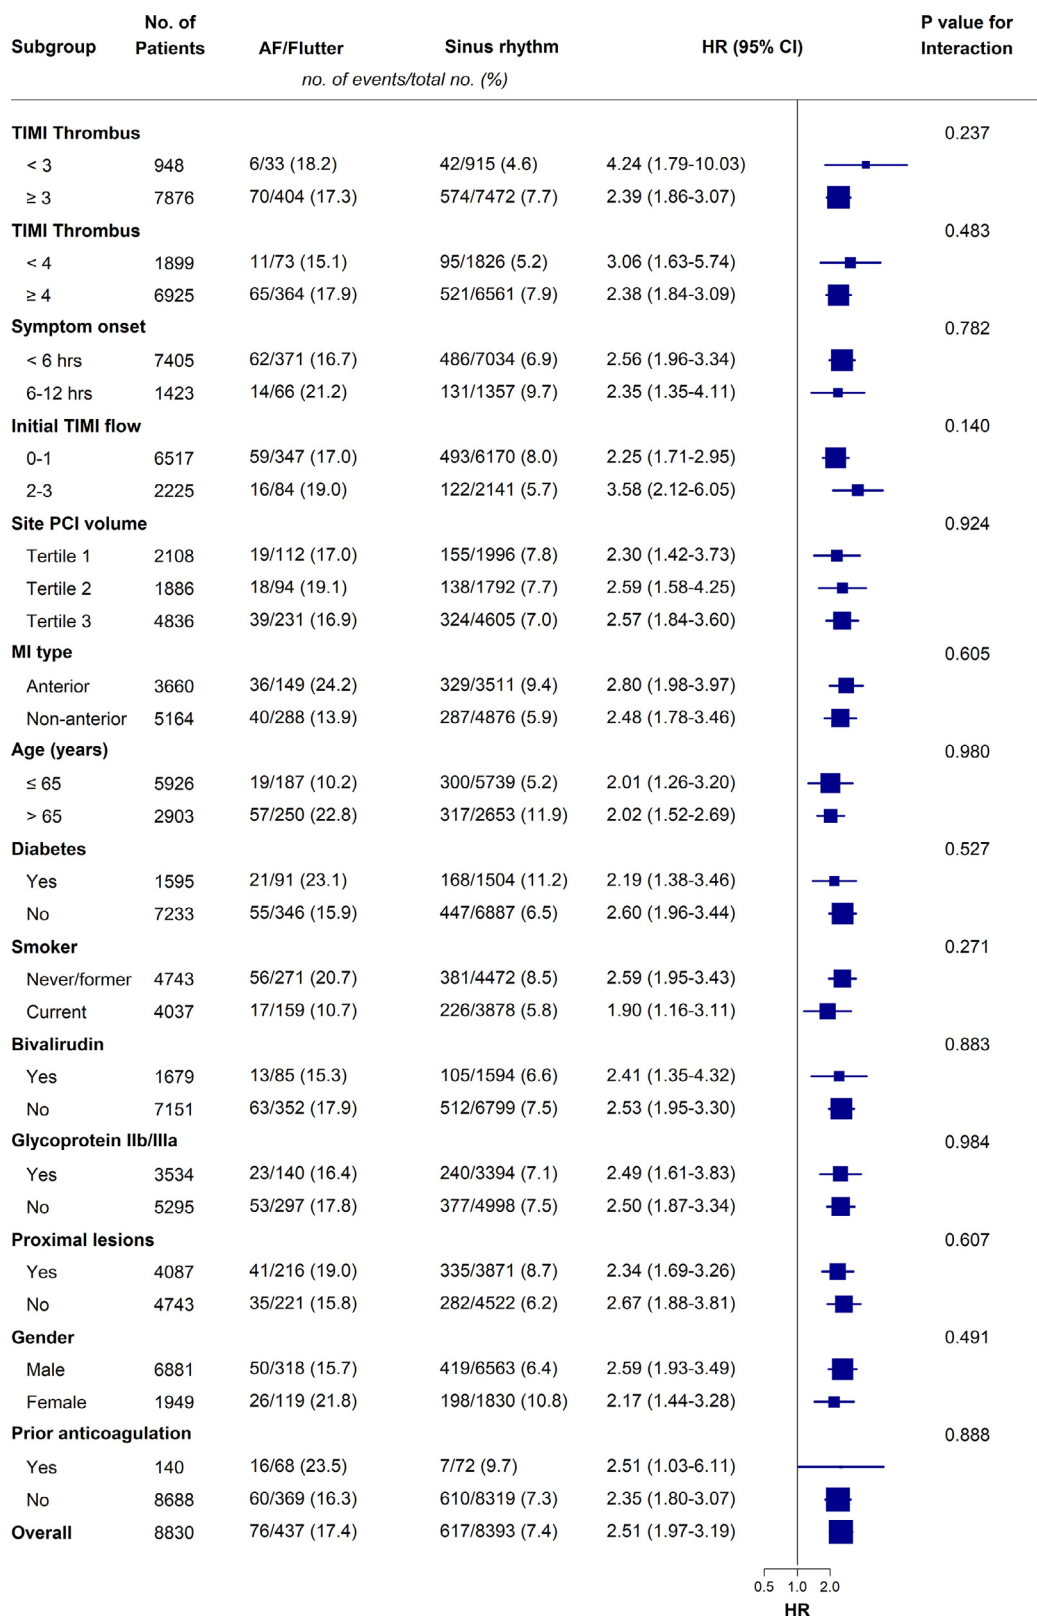 Subgroup No. of Patients AF/Flutter Sinus rhythm HR (95% CI) P value for Interaction
no. of events/total no. (%)
TIMI Thrombus 0.237
< 3 948 6/33 (18.2) 42/915 (4.6) 4.24 (1.79-10.03)
≥ 3 7876 70/404 (17.3) 574/7472 (7.7) 2.39 (1.86-3.07)
TIMI Thrombus 0.483
< 4 1899 11/73 (15.1) 95/1826 (5.2) 3.06 (1.63-5.74)
≥ 4 6925 65/364 (17.9) 521/6561 (7.9) 2.38 (1.84-3.09)
Symptom onset 0.782
< 6 hrs 7405 62/371 (16.7) 486/7034 (6.9) 2.56 (1.96-3.34)
6-12 hrs 1423 14/66 (21.2) 131/1357 (9.7) 2.35 (1.35-4.11)
Initial TIMI flow 0.140
0-1 6517 59/347 (17.0) 493/6170 (8.0) 2.25 (1.71-2.95)
2-3 2225 16/84 (19.0) 122/2141 (5.7) 3.58 (2.12-6.05)
Site PCI volume 0.924
Tertile 1 2108 19/112 (17.0) 155/1996 (7.8) 2.30 (1.42-3.73)
Tertile 2 1886 18/94 (19.1) 138/1792 (7.7) 2.59 (1.58-4.25)
Tertile 3 4836 39/231 (16.9) 324/4605 (7.0) 2.57 (1.84-3.60)
MI type 0.605
Anterior 3660 36/149 (24.2) 329/3511 (9.4) 2.80 (1.98-3.97)
Non-anterior 5164 40/288 (13.9) 287/4876 (5.9) 2.48 (1.78-3.46)
Age (years) 0.980
≤ 65 5926 19/187 (10.2) 300/5739 (5.2) 2.01 (1.26-3.20)
> 65 2903 57/250 (22.8) 317/2653 (11.9) 2.02 (1.52-2.69)
Diabetes 0.527
Yes 1595 21/91 (23.1) 168/1504 (11.2) 2.19 (1.38-3.46)
No 7233 55/346 (15.9) 447/6887 (6.5) 2.60 (1.96-3.44)
Smoker 0.271
Never/former 4743 56/271 (20.7) 381/4472 (8.5) 2.59 (1.95-3.43)
Current 4037 17/159 (10.7) 226/3878 (5.8) 1.90 (1.16-3.11)
Bivalirudin 0.883
Yes 1679 13/85 (15.3) 105/1594 (6.6) 2.41 (1.35-4.32)
No 7151 63/352 (17.9) 512/6799 (7.5) 2.53 (1.95-3.30)
Glycoprotein IIb/IIIa 0.984
Yes 3534 23/140 (16.4) 240/3394 (7.1) 2.49 (1.61-3.83)
No 5295 53/297 (17.8) 377/4998 (7.5) 2.50 (1.87-3.34)
Proximal lesions 0.607
Yes 4087 41/216 (19.0) 335/3871 (8.7) 2.34 (1.69-3.26)
No 4743 35/221 (15.8) 282/4522 (6.2) 2.67 (1.88-3.81)
Gender 0.491
Male 6881 50/318 (15.7) 419/6563 (6.4) 2.59 (1.93-3.49)
Female 1949 26/119 (21.8) 198/1830 (10.8) 2.17 (1.44-3.28)
Prior anticoagulation 0.888
Yes 140 16/68 (23.5) 7/72 (9.7) 2.51 (1.03-6.11)
No 8688 60/369 (16.3) 610/8319 (7.3) 2.35 (1.80-3.07)
Overall 8830 76/437 (17.4) 617/8393 (7.4) 2.51 (1.97-3.19)
0.5 1.0 2.0
HR